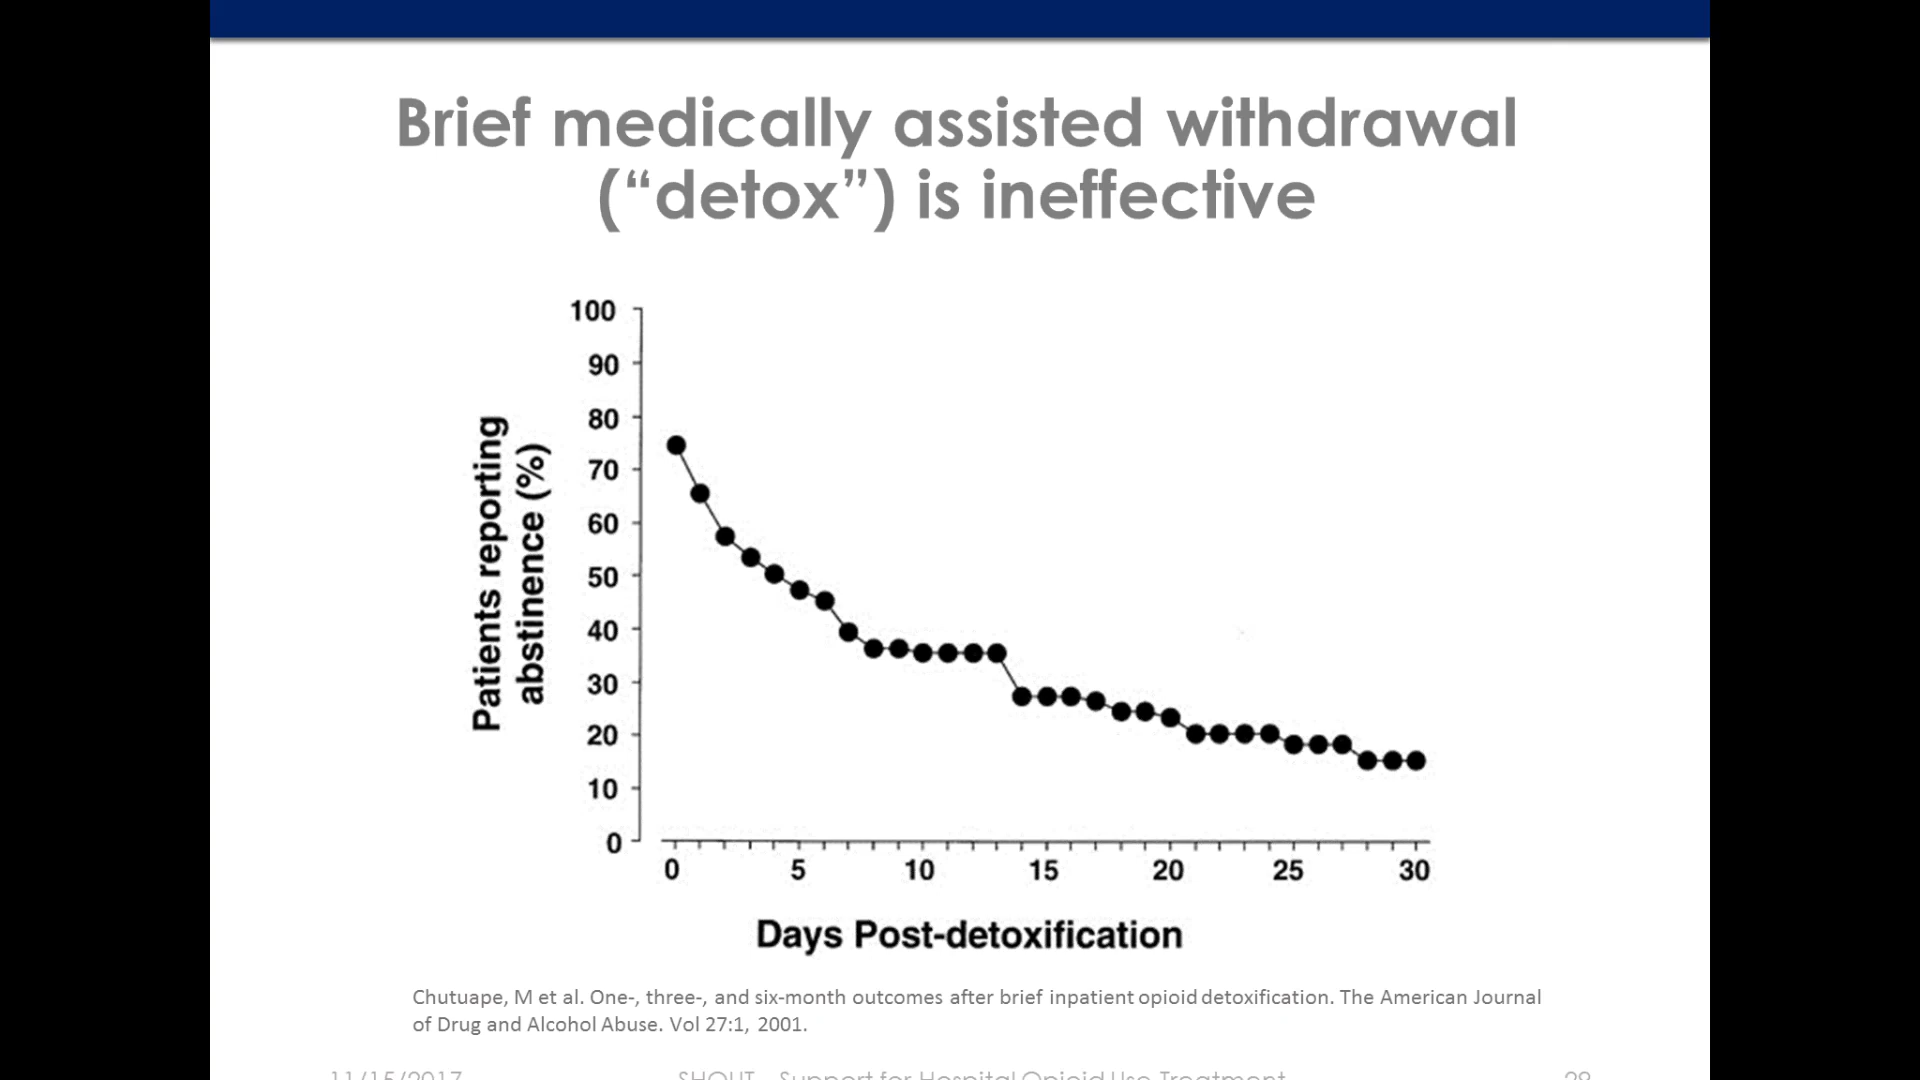 Brief medically assisted withdrawal
(“detox”) is ineffective
Patients reporting
abstinence (%)
100
90
80
70
60
50
40
30
20
10
0
0 5 10 15 20 25 30
Days Post-detoxification
Chutuape, M et al. One-, three-, and six-month outcomes after brief inpatient opioid detoxification. The American Journal
of Drug and Alcohol Abuse. Vol 27:1, 2001.
11/15/2017 SHOUT - Support for Hospital Opioid Use Treatment 29